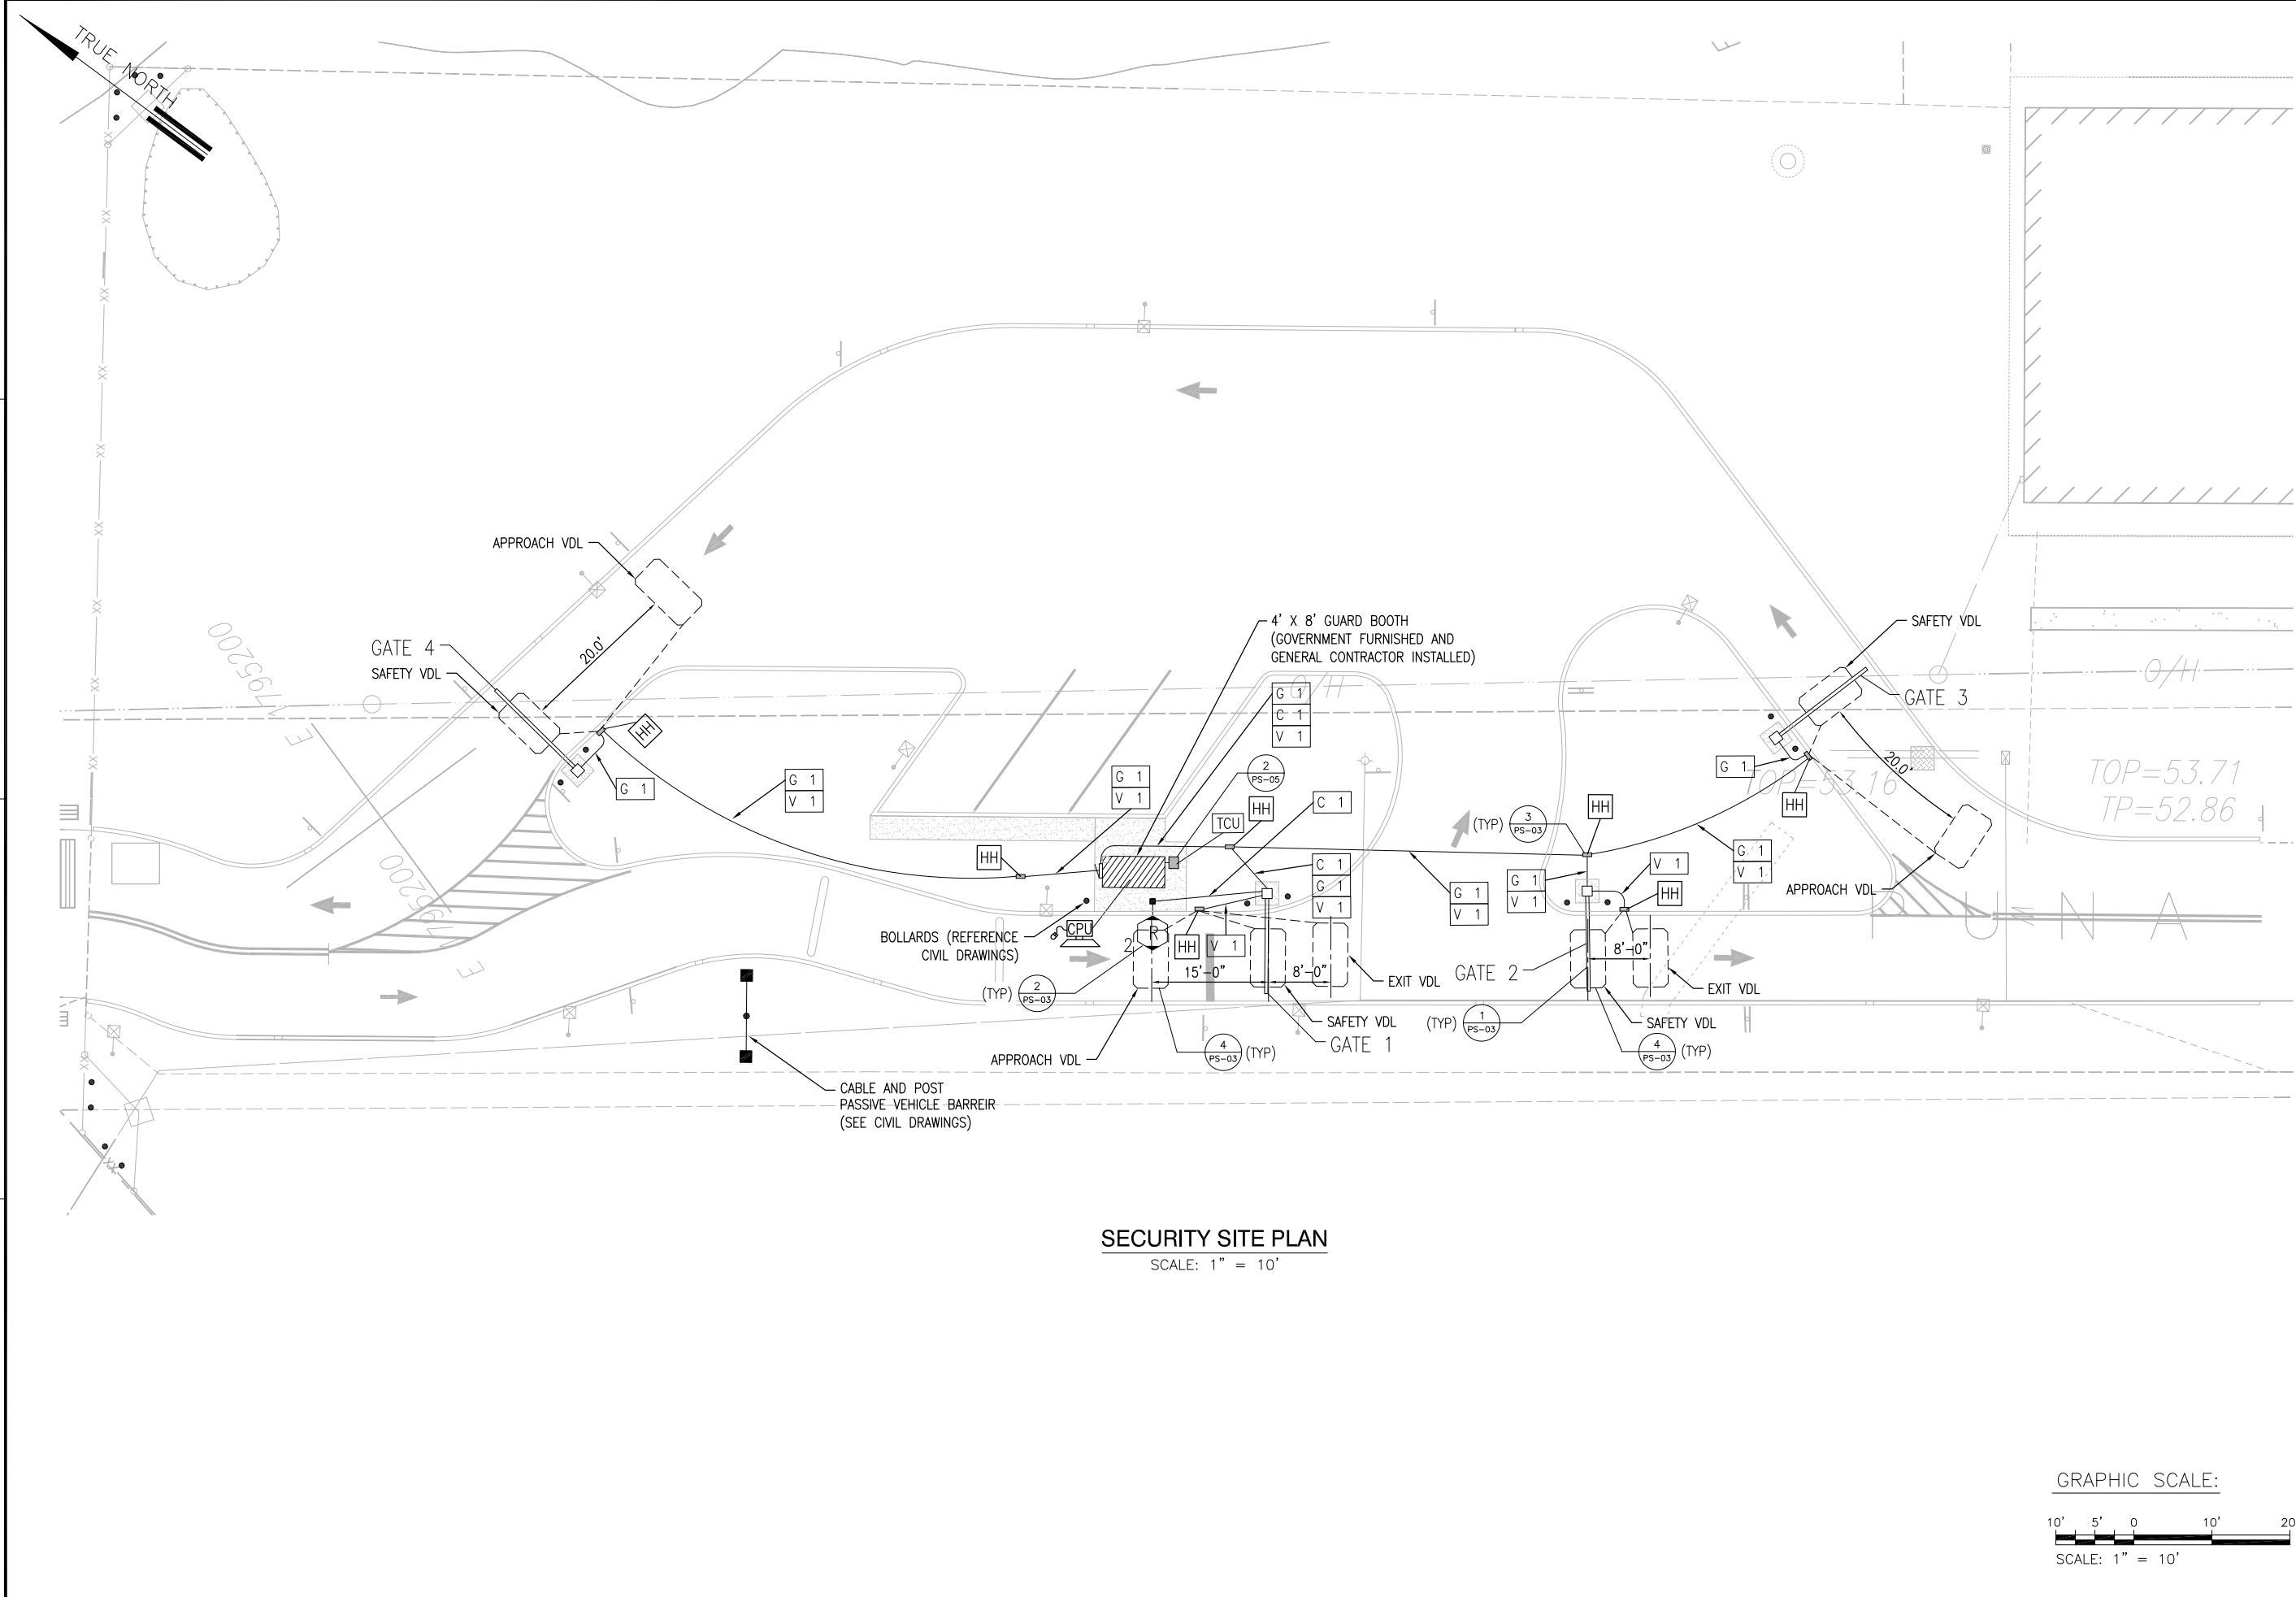 TRUE NORTH
APPROACH VDL
20.0'
GATE 4
SAFETY VDL
HH
G 1
G 1
V 1
E 795200
E 795200
4' X 8' GUARD BOOTH
(GOVERNMENT FURNISHED AND
GENERAL CONTRACTOR INSTALLED)
G 1
C 1
V 1
O/H
2
PS-05
G 1
V 1
TCU
HH
C 1
HH
C 1
G 1
V 1
BOLLARDS (REFERENCE
CIVIL DRAWINGS)
CPU
2
R
HH
V 1
15'-0"
8'-0"
(TYP)
2
PS-03
EXIT VDL
SAFETY VDL
GATE 1
APPROACH VDL
4
PS-03
(TYP)
CABLE AND POST
PASSIVE VEHICLE BARREIR
(SEE CIVIL DRAWINGS)
SAFETY VDL
GATE 3
O/H
G 1
20.0'
HH
TOP=53.16
TOP=53.71
TP=52.86
(TYP)
3
PS-03
HH
G 1
V 1
APPROACH VDL
G 1
V 1
G 1
V 1
V 1
HH
GATE 2
8'-0"
EXIT VDL
(TYP)
1
PS-03
SAFETY VDL
4
PS-03
(TYP)
SECURITY SITE PLAN
SCALE: 1" = 10'
GRAPHIC SCALE:
10' 5' 0 10' 20
SCALE: 1" = 10'